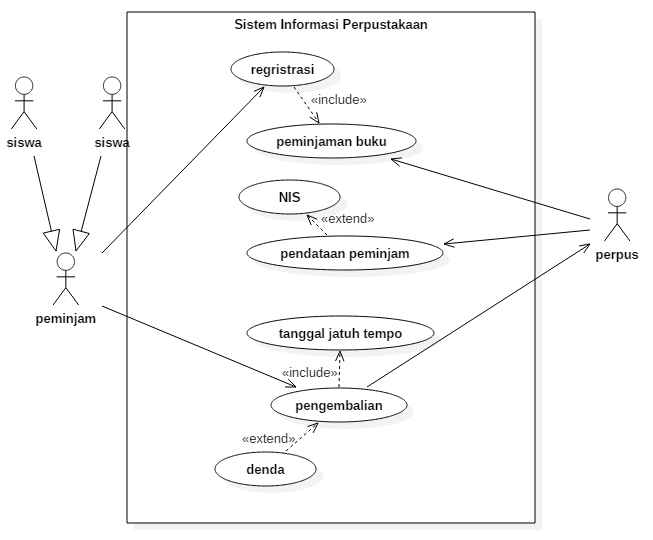 Sistem Informasi Perpustakaan
regristrasi
«include»
siswa
siswa
peminjaman buku
NIS
«extend»
pendataan peminjam
perpus
peminjam
tanggal jatuh tempo
«include»
pengembalian
«extend»
denda